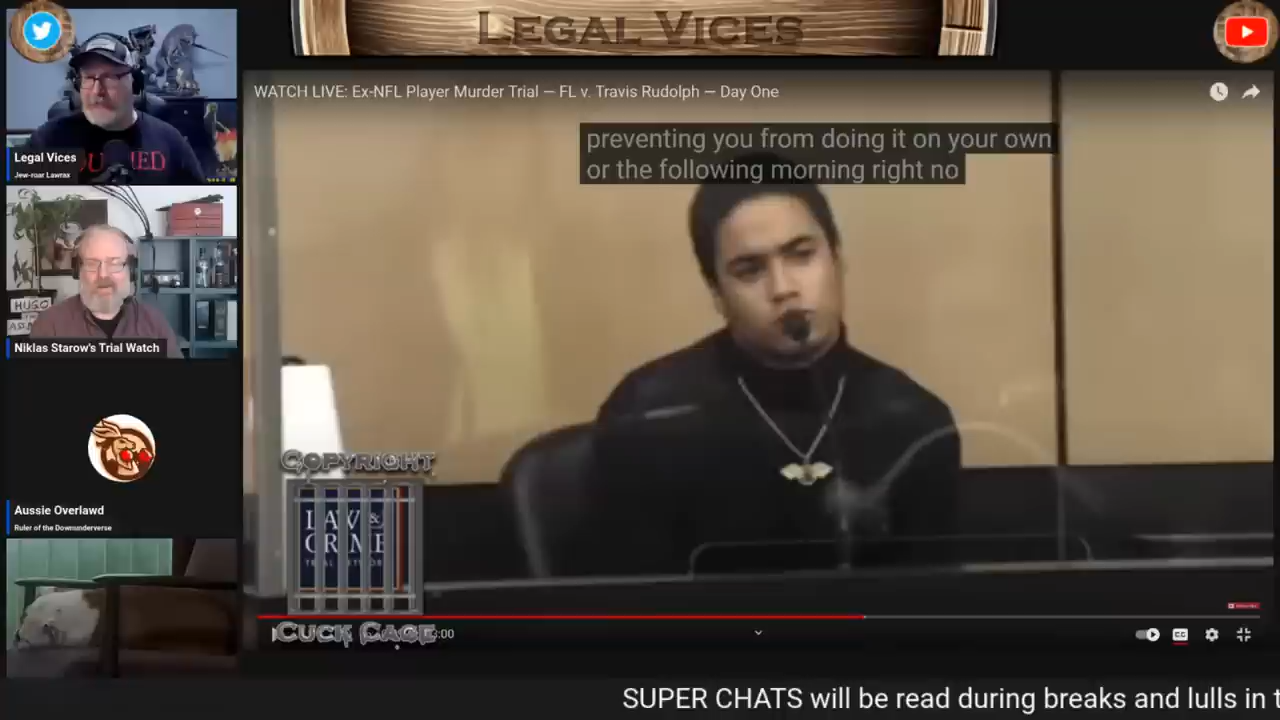 LEGAL VICES
WATCH LIVE: Ex-NFL Player Murder Trial — FL v. Travis Rudolph — Day One
preventing you from doing it on your own
or the following morning right no
Legal Vices
Jew-roar Lawrax
HUGO
Niklas Starow's Trial Watch
Aussie Overlawd
Ruler of the Downunderverse
COPYRIGHT
LAW &
CRIME
CUCK CAGE
:00
CC
SUPER CHATS will be read during breaks and lulls in